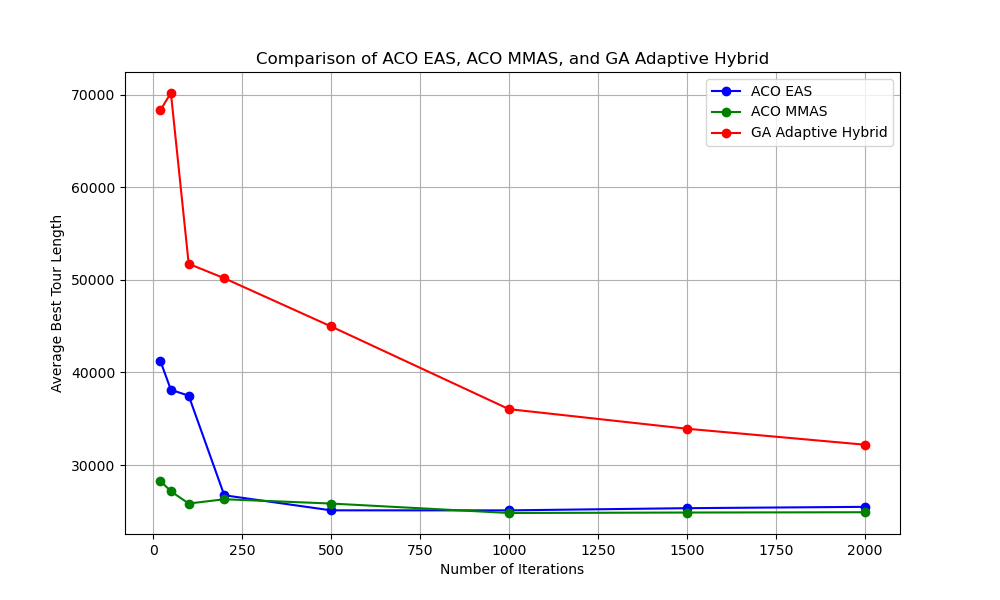 Comparison of ACO EAS, ACO MMAS, and GA Adaptive Hybrid
ACO EAS
ACO MMAS
GA Adaptive Hybrid
Average Best Tour Length
70000
60000
50000
40000
30000
0 250 500 750 1000 1250 1500 1750 2000
Number of Iterations